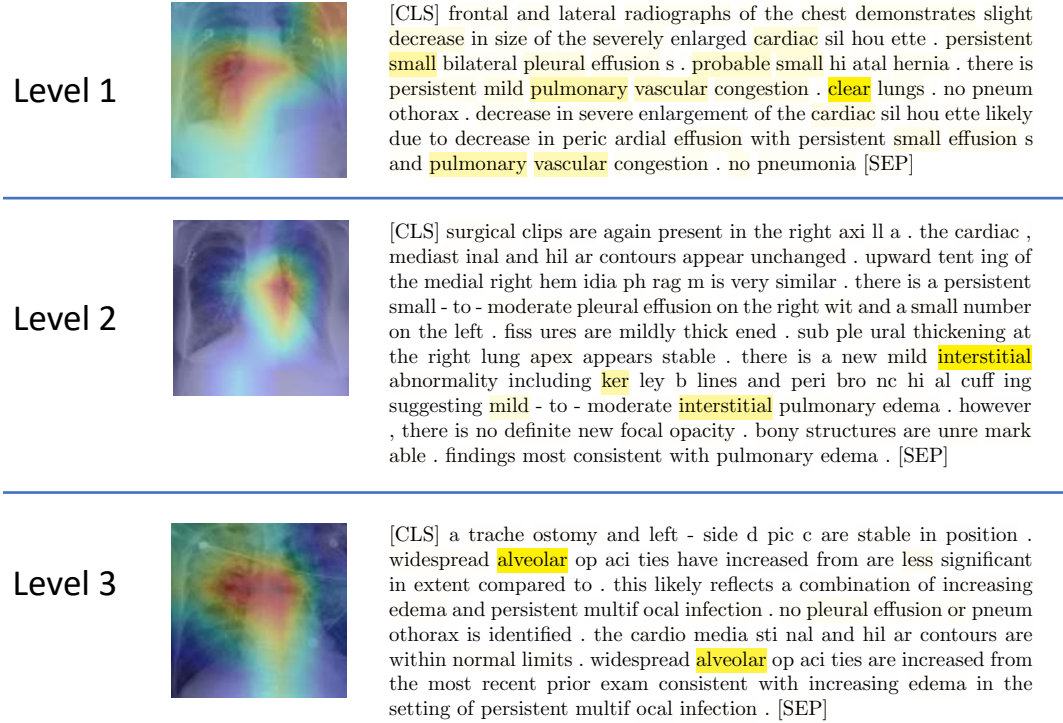 [CLS] frontal and lateral radiographs of the chest demonstrates slight
decrease in size of the severely enlarged cardiac sil hou ette . persistent
small bilateral pleural effusion s . probable small hi atal hernia . there is
Level 1
persistent mild pulmonary vascular congestion . clear lungs . no pneum
othorax . decrease in severe enlargement of the cardiac sil hou ette likely
due to decrease in peric ardial effusion with persistent small effusion s
and pulmonary vascular congestion . no pneumonia [SEP]
[CLS] surgical clips are again present in the right axi ll a . the cardiac ,
mediast inal and hil ar contours appear unchanged . upward tent ing of
the medial right hem idia ph rag m is very similar . there is a persistent
small - to - moderate pleural effusion on the right wit and a small number
Level 2
on the left . fiss ures are mildly thick ened . sub ple ural thickening at
the right lung apex appears stable . there is a new mild interstitial
abnormality including ker ley b lines and peri bro nc hi al cuff ing
suggesting mild - to - moderate interstitial pulmonary edema . however
, there is no definite new focal opacity . bony structures are unre mark
able . findings most consistent with pulmonary edema . [SEP]
[CLS] a trache ostomy and left - side d pic c are stable in position .
widespread alveolar op aci ties have increased from are less significant
Level 3
in extent compared to . this likely reflects a combination of increasing
edema and persistent multif ocal infection . no pleural effusion or pneum
othorax is identified . the cardio media sti nal and hil ar contours are
within normal limits . widespread alveolar op aci ties are increased from
the most recent prior exam consistent with increasing edema in the
setting of persistent multif ocal infection . [SEP]